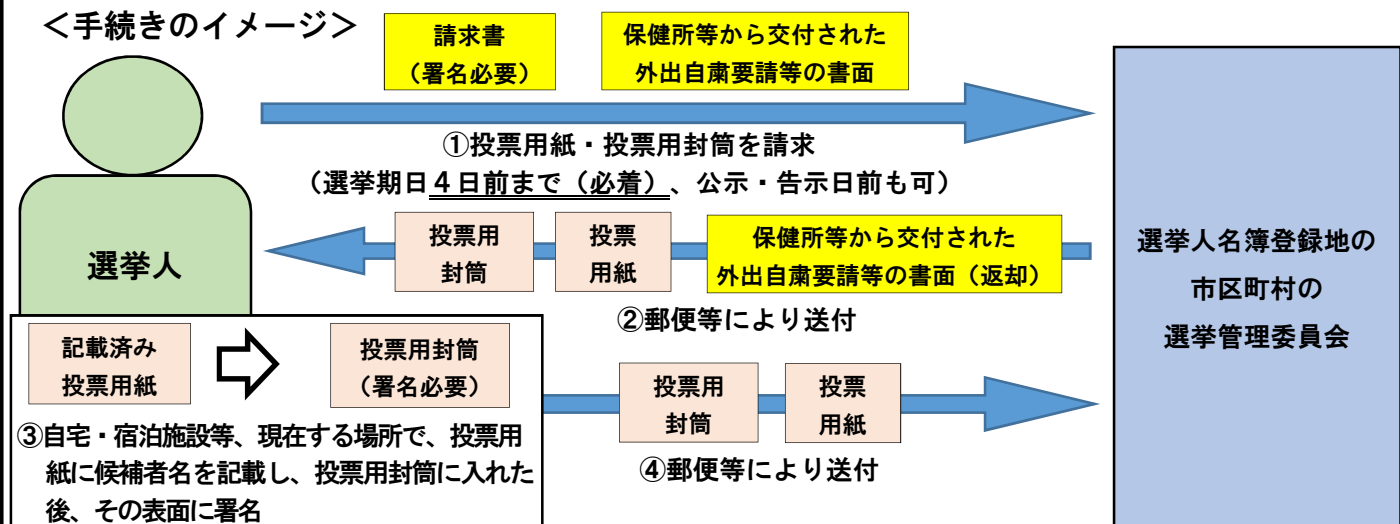 ＜手続きのイメージ＞
請求書
（署名必要）
保健所等から交付された
外出自粛要請等の書面
①投票用紙・投票用封筒を請求
（選挙期日４日前まで（必着）、公示・告示日前も可）
選挙人
投票用
封筒
投票
用紙
保健所等から交付された
外出自粛要請等の書面（返却）
②郵便等により送付
選挙人名簿登録地の
市区町村の
選挙管理委員会
記載済み
投票用紙
投票用封筒
（署名必要）
③自宅・宿泊施設等、現在する場所で、投票用
紙に候補者名を記載し、投票用封筒に入れた
後、その表面に署名
投票用
封筒
投票
用紙
④郵便等により送付